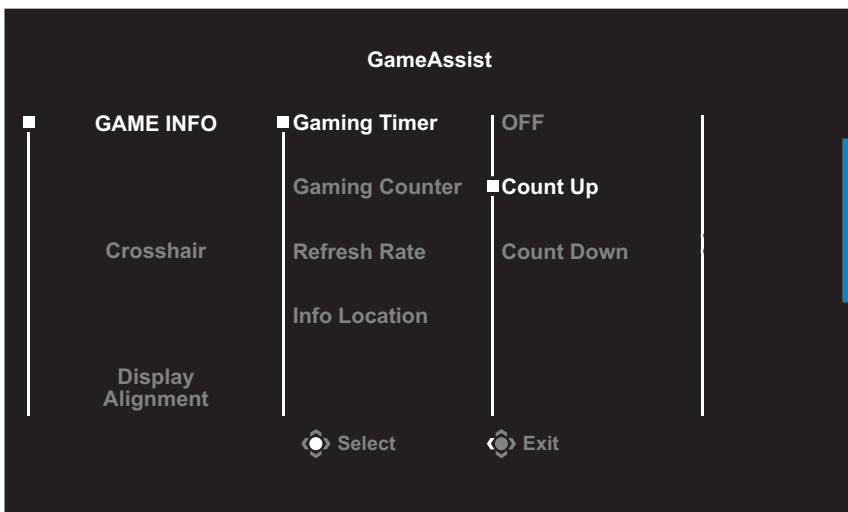 GameAssist
GAME INFO
Gaming Timer
OFF
Gaming Counter
Count Up
Crosshair
Refresh Rate
Count Down
Info Location
Display
Alignment
Select
Exit